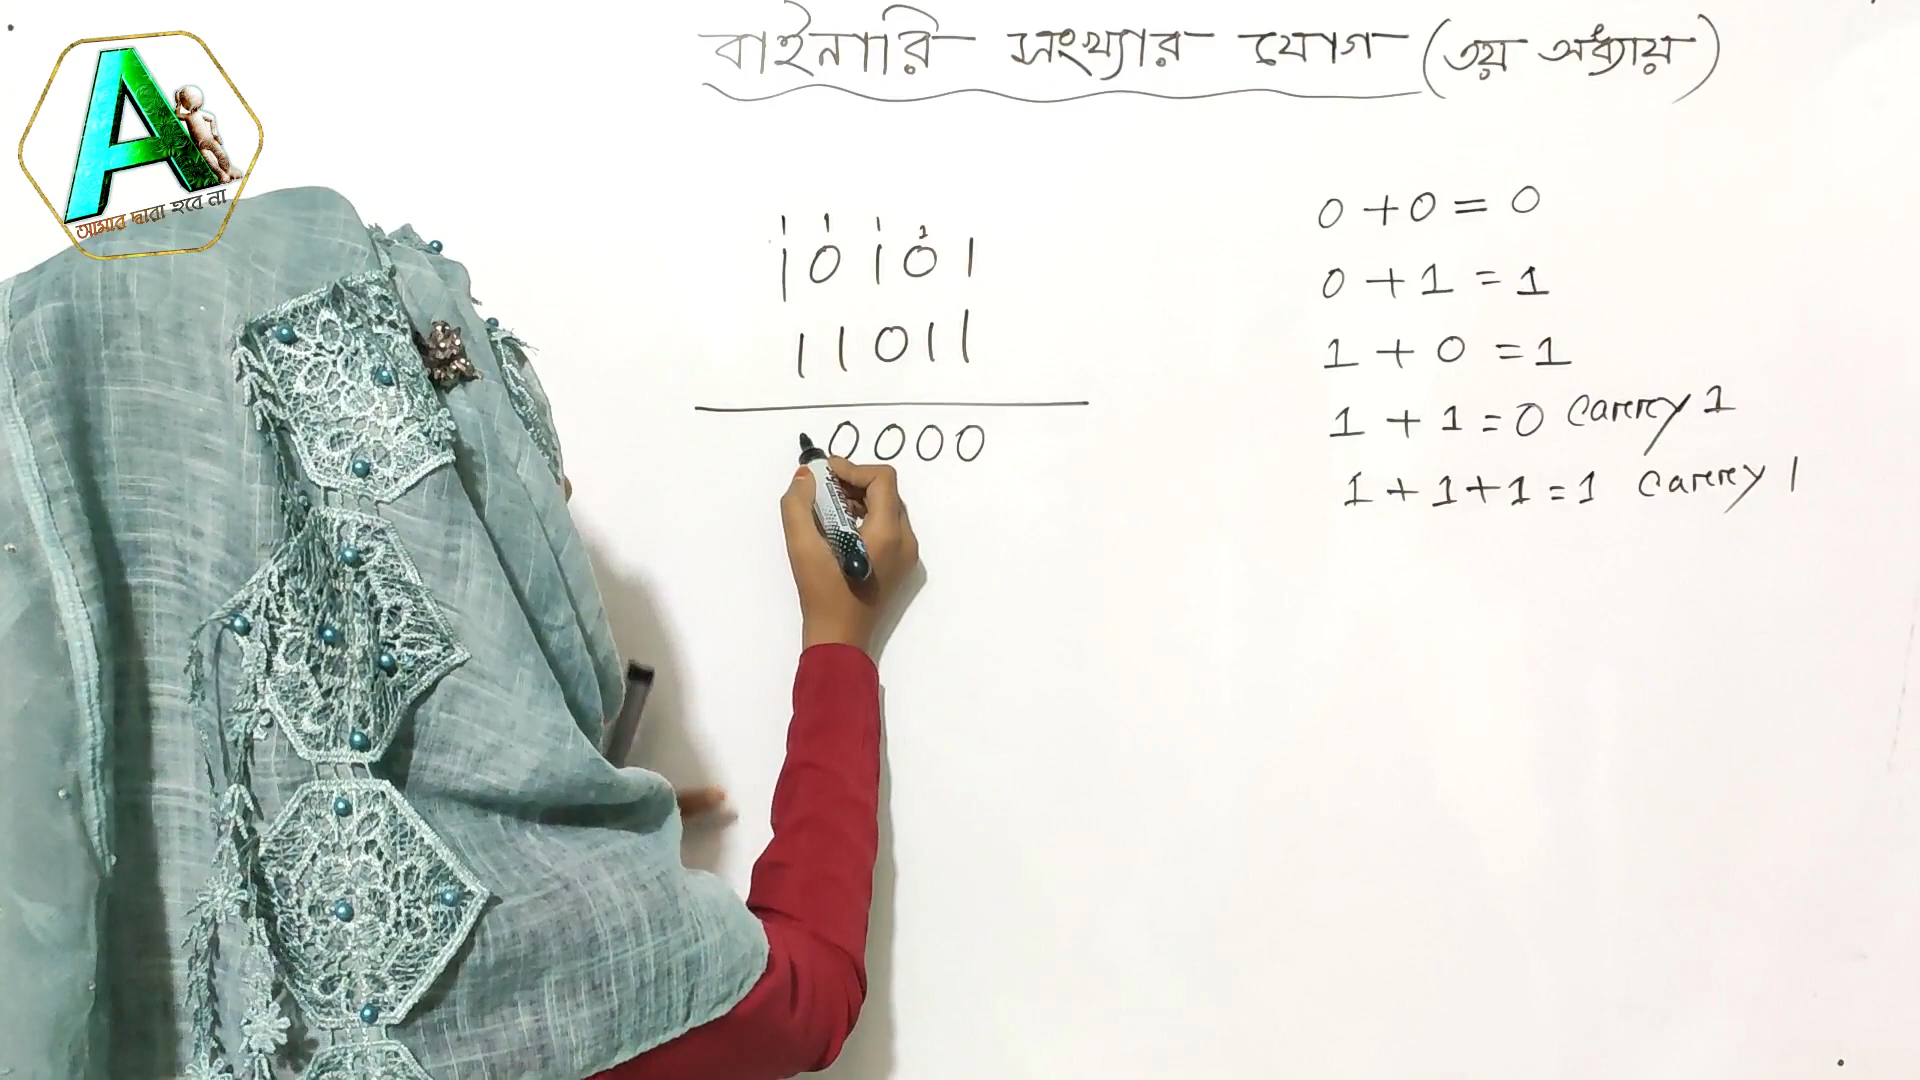 বাইনারি সংখ্যার যোগ (৩য় অধ্যায়)
আমার দ্বারা হবে না
1 1 1 1
10101
11011
0000
0 + 0 = 0
0 + 1 = 1
1 + 0 = 1
1 + 1 = 0 Carry 1
1 + 1 + 1 = 1 Carry 1